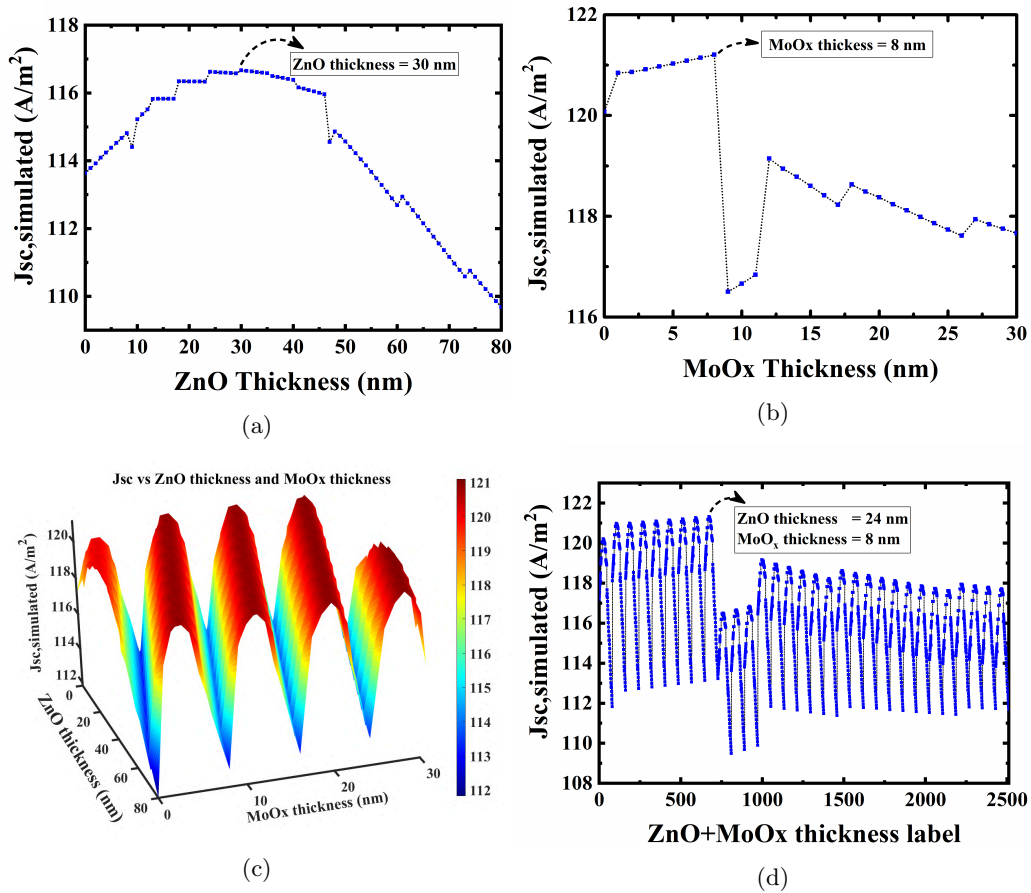 118
116
114
112
110
Jsc,simulated (A/m²)
0 10 20 30 40 50 60 70 80
ZnO Thickness (nm)
ZnO thickness = 30 nm
(a)
122
120
118
116
Jsc,simulated (A/m²)
0 5 10 15 20 25 30
MoOx Thickness (nm)
MoOx thickess = 8 nm
(b)
Jsc vs ZnO thickness and MoOx thickness
120
118
116
114
112
Jsc,simulated (A/m²)
0
20
40
60
80
ZnO thickness (nm)
0 10 20 30
MoOx thickness (nm)
121
120
119
118
117
116
115
114
113
112
(c)
122
120
118
116
114
112
110
108
Jsc,simulated (A/m²)
0 500 1000 1500 2000 2500
ZnO+MoOx thickness label
ZnO thickness = 24 nm
MoOₓ thickness = 8 nm
(d)